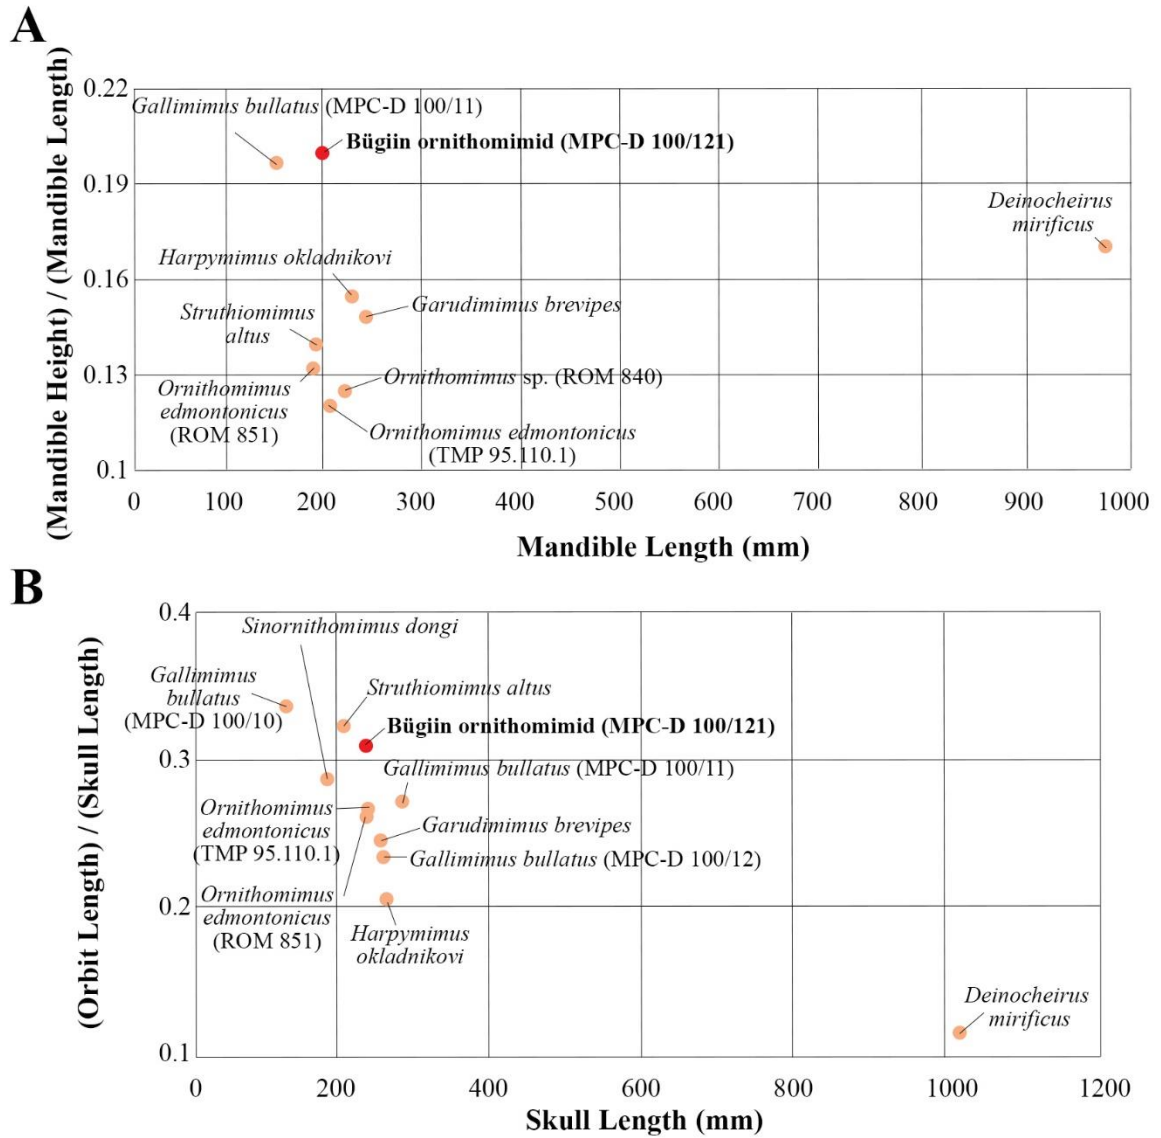 A
(Mandible Height) / (Mandible Length)
0.22
Gallimimus bullatus (MPC-D 100/11)
Bügiin ornithomimid (MPC-D 100/121)
0.19
Deinocheirus
mirificus
Harpymimus okladnikovi
0.16
Garudimimus brevipes
Struthiomimus
altus
0.13
Ornithomimus sp. (ROM 840)
Ornithomimus
edmontonicus
(ROM 851)
Ornithomimus edmontonicus
(TMP 95.110.1)
0.1
0 100 200 300 400 500 600 700 800 900 1000
Mandible Length (mm)
B
(Orbit Length) / (Skull Length)
0.4
Sinornithomimus dongi
Gallimimus
bullatus
(MPC-D 100/10)
Struthiomimus altus
Bügiin ornithomimid (MPC-D 100/121)
0.3
Gallimimus bullatus (MPC-D 100/11)
Ornithomimus
edmontonicus
(TMP 95.110.1)
Garudimimus brevipes
Gallimimus bullatus (MPC-D 100/12)
Ornithomimus
edmontonicus
(ROM 851)
0.2
Harpymimus
okladnikovi
Deinocheirus
mirificus
0.1
0 200 400 600 800 1000 1200
Skull Length (mm)